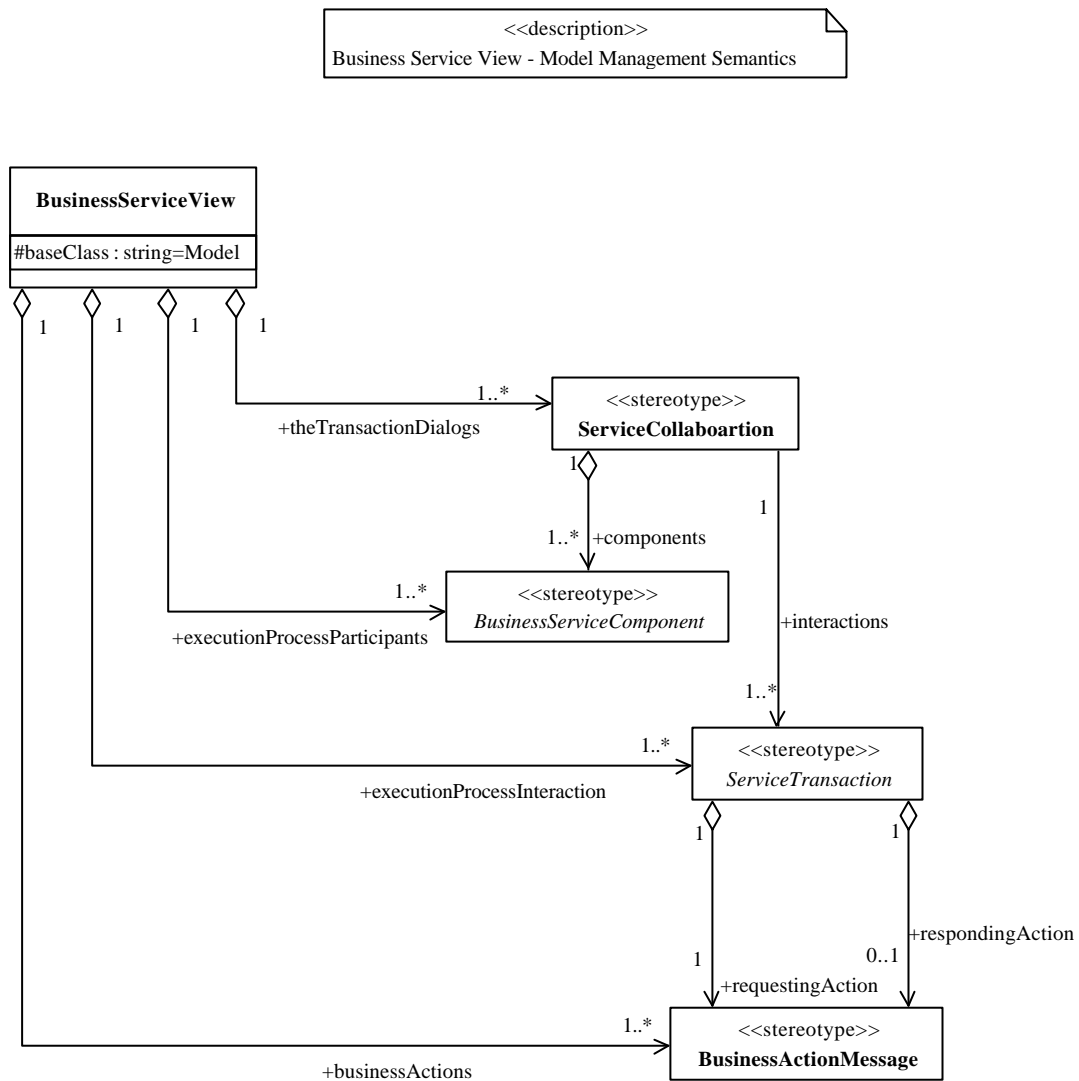 <<description>>
Business Service View - Model Management Semantics
BusinessServiceView
#baseClass : string=Model
1 1 1 1
1..* <<stereotype>>
+theTransactionDialogs ServiceCollaboartion
1
1
1..* +components
1..* <<stereotype>>
BusinessServiceComponent
+executionProcessParticipants
+interactions
1..*
1..* <<stereotype>>
ServiceTransaction
+executionProcessInteraction
1 1
+respondingAction
1 0..1
+requestingAction
1..* <<stereotype>>
BusinessActionMessage
+businessActions